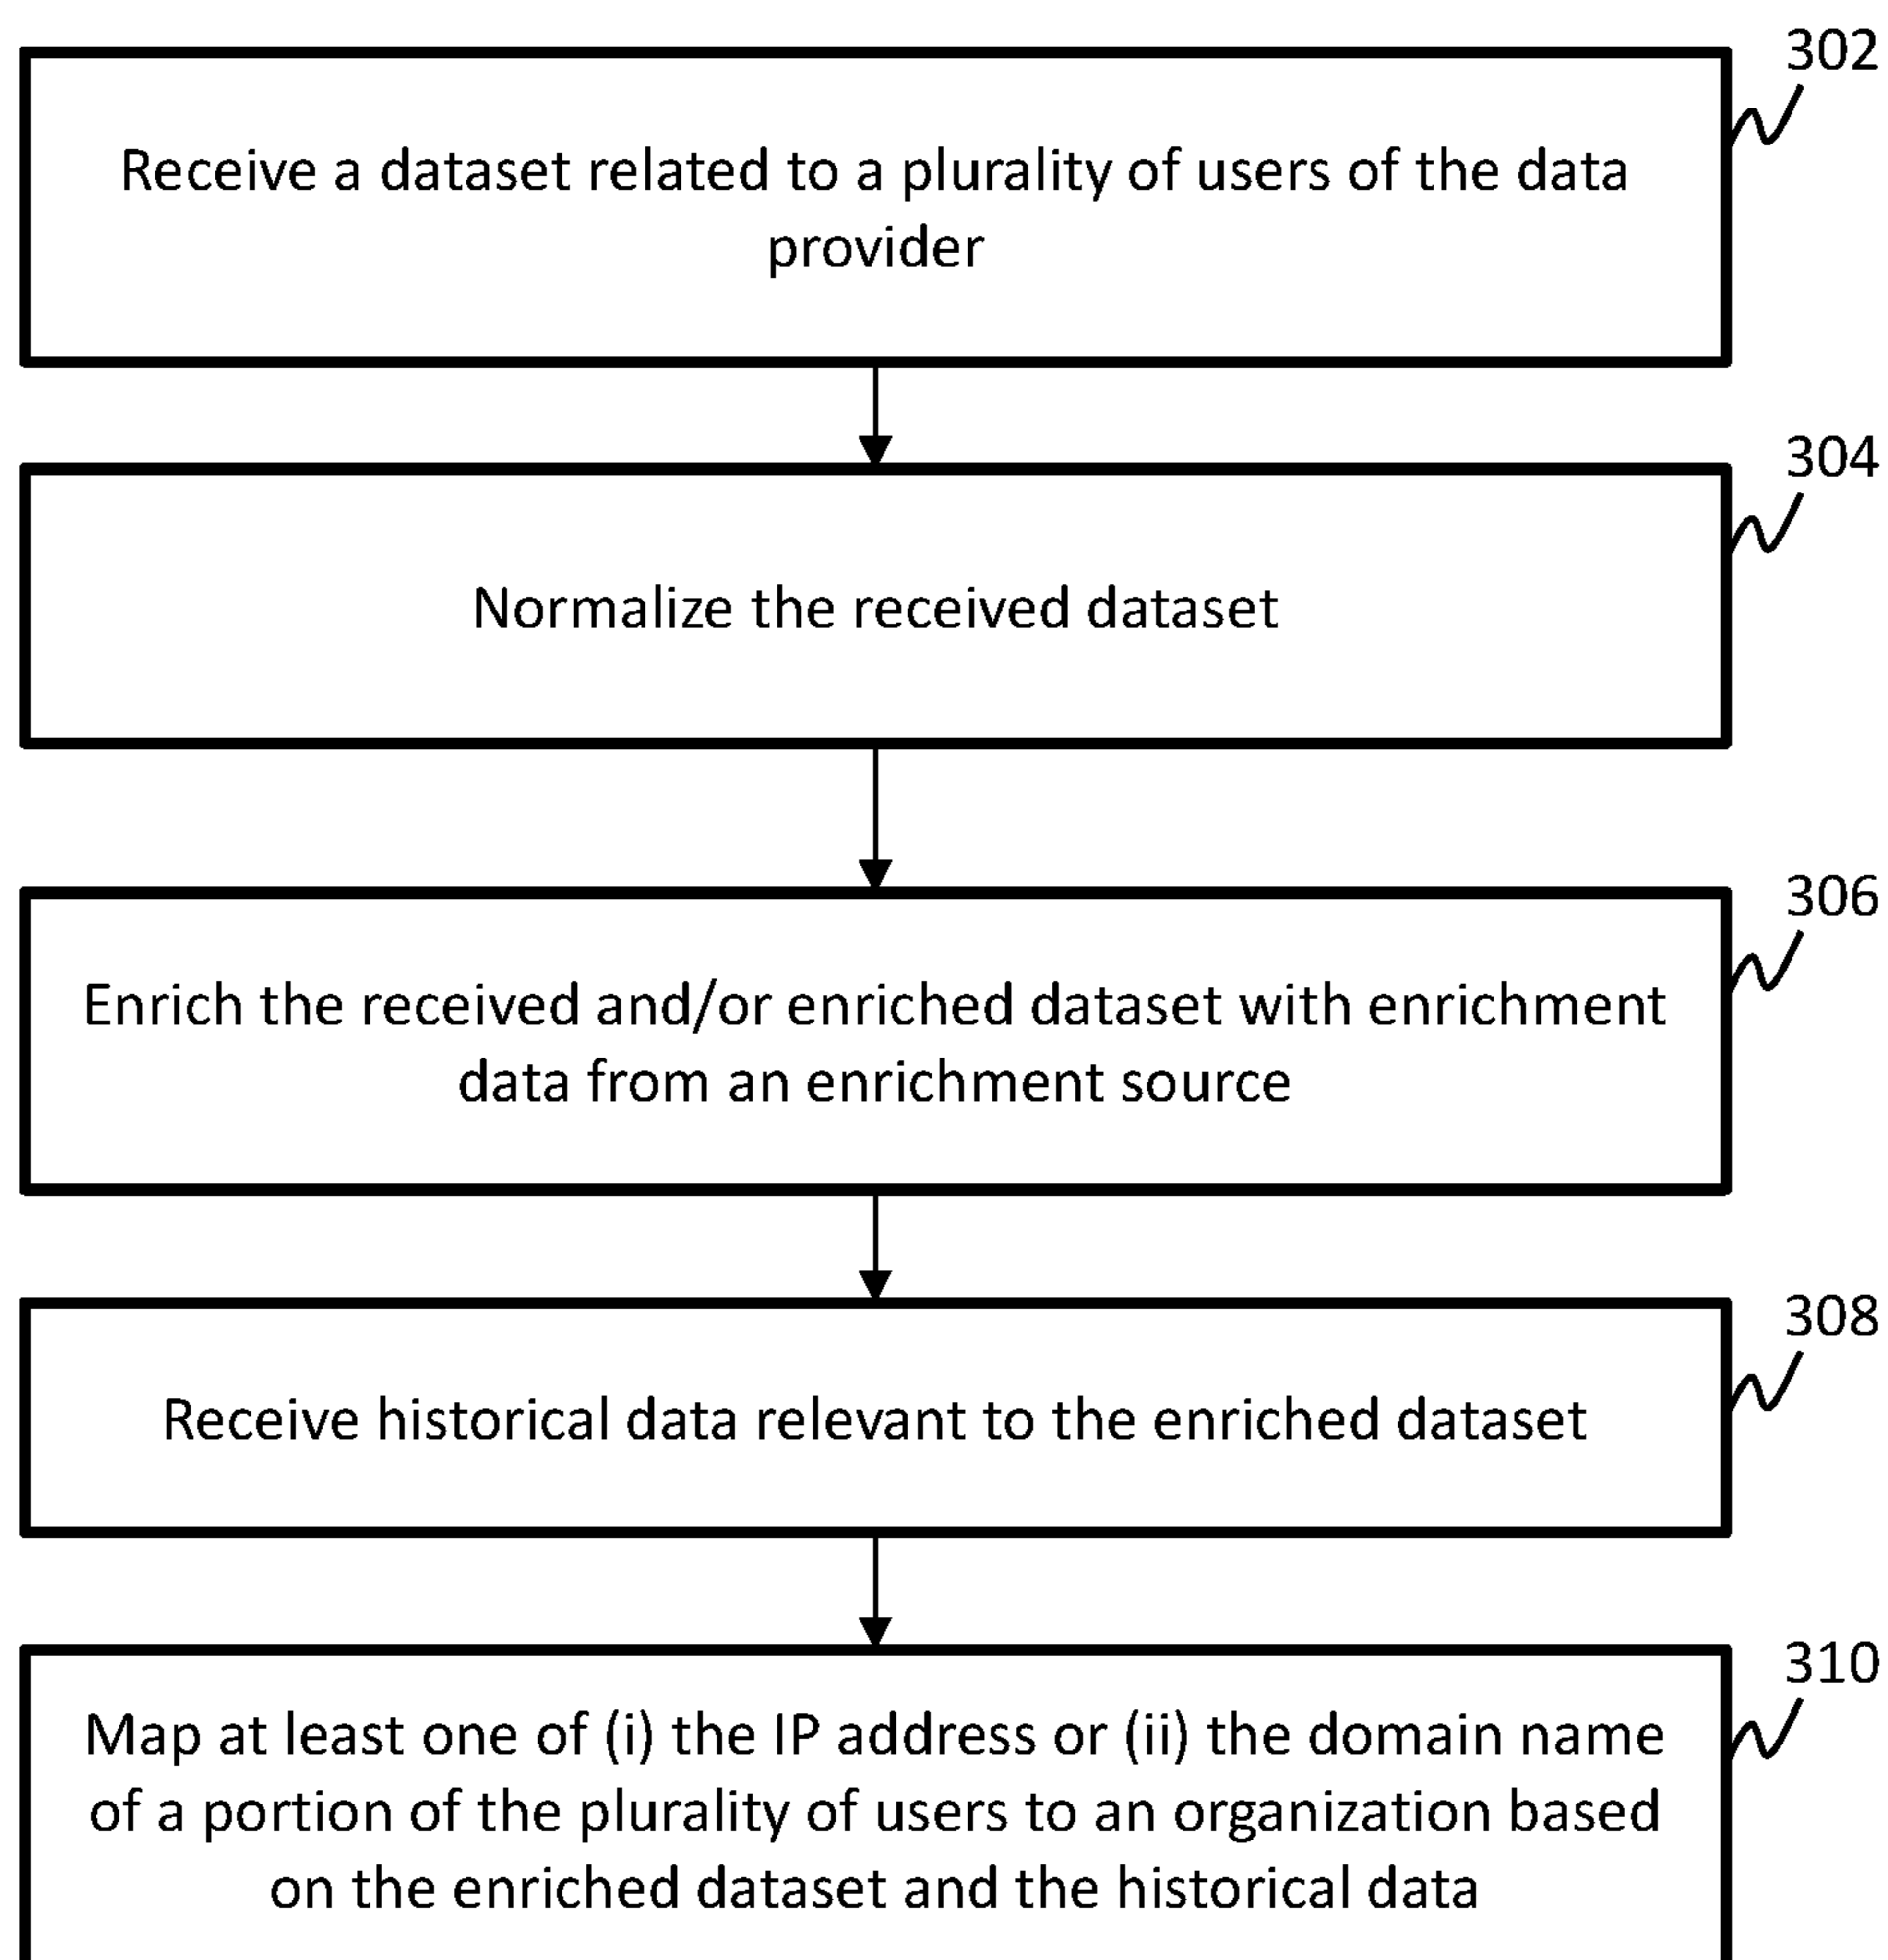 302
Receive a dataset related to a plurality of users of the data
provider
304
Normalize the received dataset
306
Enrich the received and/or enriched dataset with enrichment
data from an enrichment source
308
Receive historical data relevant to the enriched dataset
310
Map at least one of (i) the IP address or (ii) the domain name
of a portion of the plurality of users to an organization based
on the enriched dataset and the historical data